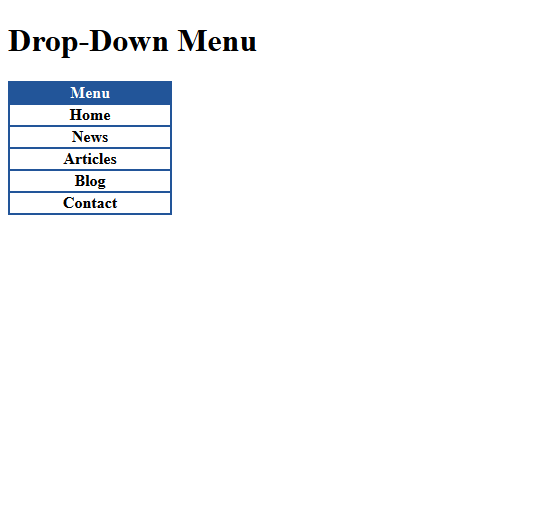 Drop-Down Menu
Menu
Home
News
Articles
Blog
Contact